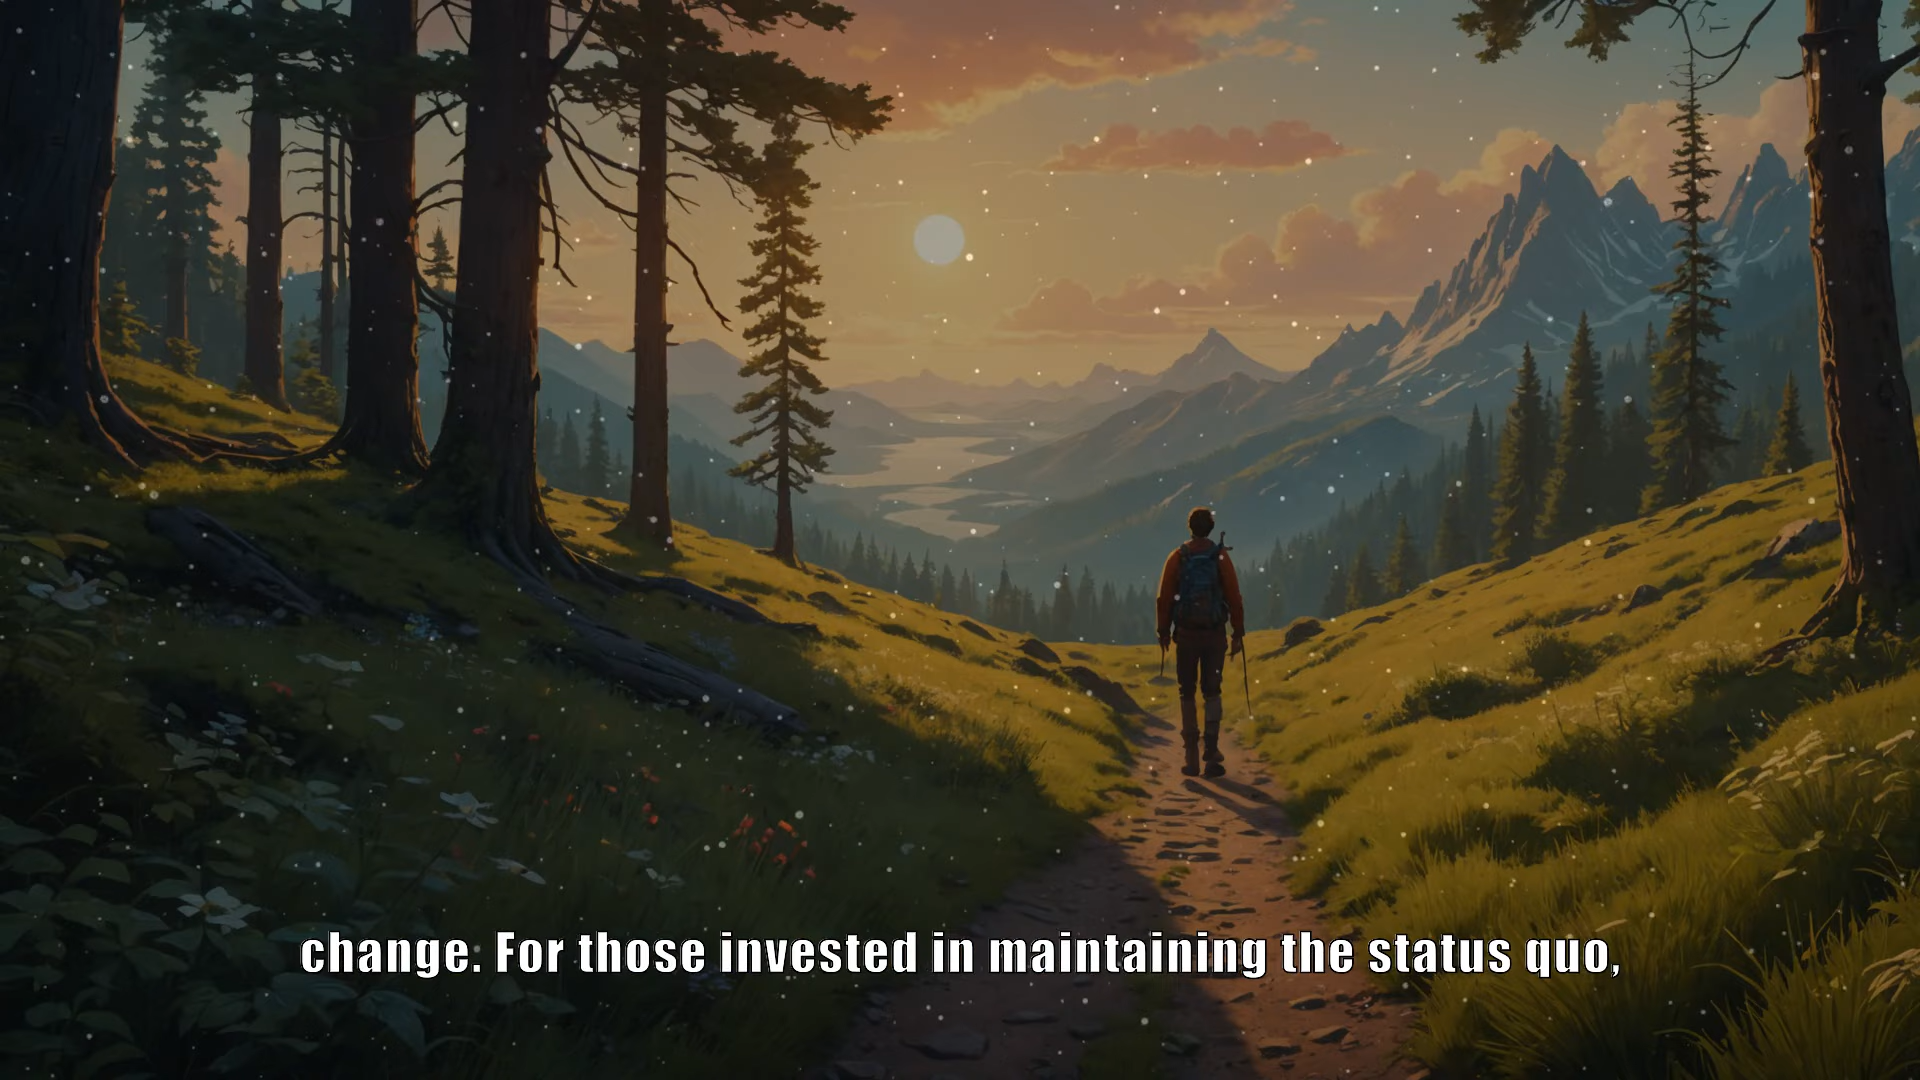 change. For those invested in maintaining the status quo,